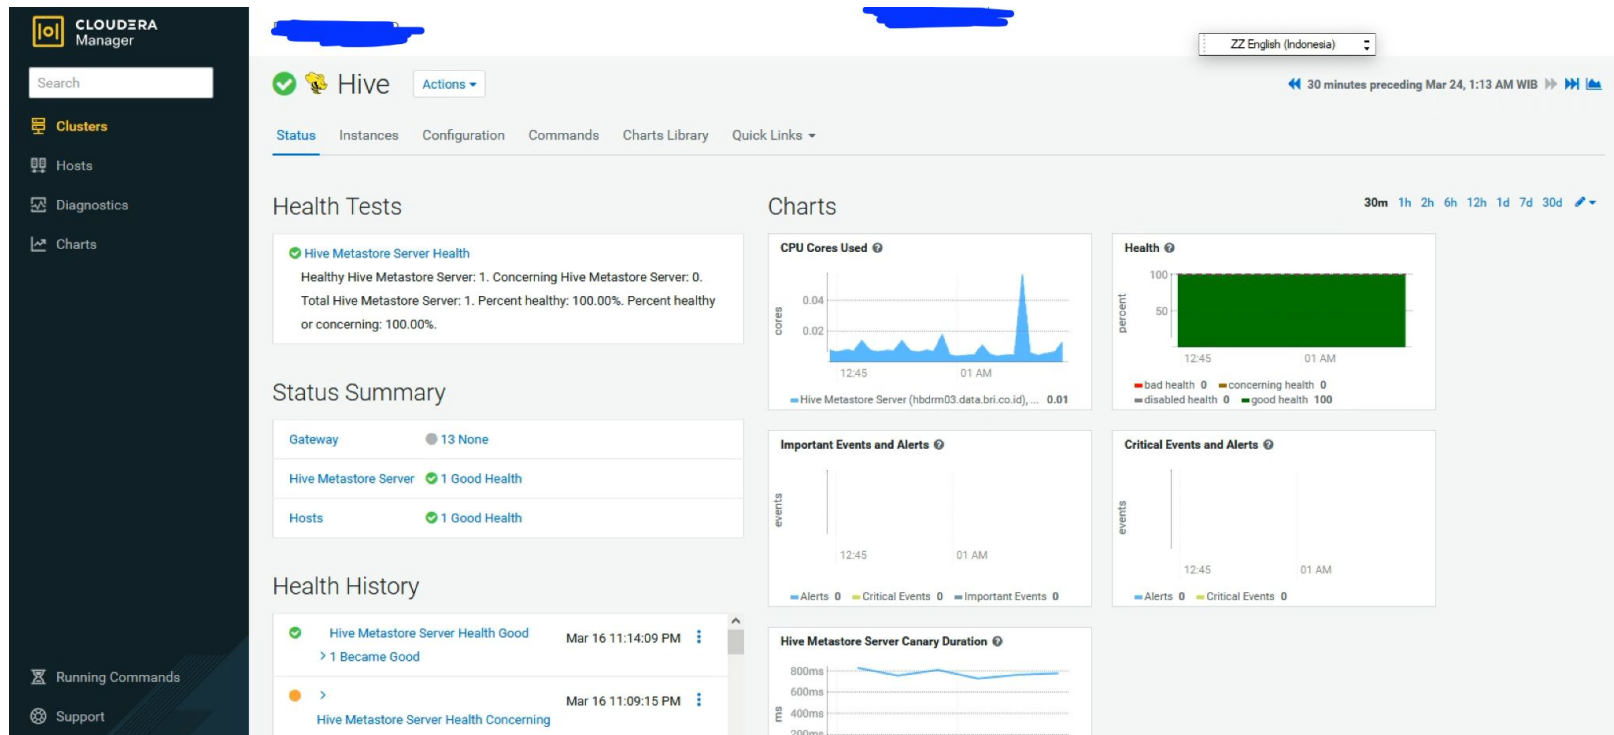 CLOUDERA
Manager
Search
Clusters
Hosts
Diagnostics
Charts
Running Commands
Support
ZZ English (Indonesia)
Hive
Actions
30 minutes preceding Mar 24, 1:13 AM WIB
Status Instances Configuration Commands Charts Library Quick Links
Health Tests
Hive Metastore Server Health
Healthy Hive Metastore Server: 1. Concerning Hive Metastore Server: 0.
Total Hive Metastore Server: 1. Percent healthy: 100.00%. Percent healthy
or concerning: 100.00%.
Status Summary
Gateway 13 None
Hive Metastore Server 1 Good Health
Hosts 1 Good Health
Health History
Hive Metastore Server Health Good Mar 16 11:14:09 PM
> 1 Became Good
> Mar 16 11:09:15 PM
Hive Metastore Server Health Concerning
Charts
30m 1h 2h 6h 12h 1d 7d 30d
CPU Cores Used
cores
0.04
0.02
12:45 01 AM
Hive Metastore Server (hbdrm03.data.bri.co.id), ... 0.01
Health
percent
100
50
12:45 01 AM
bad health 0 concerning health 0
disabled health 0 good health 100
Important Events and Alerts
events
12:45 01 AM
Alerts 0 Critical Events 0 Important Events 0
Critical Events and Alerts
events
12:45 01 AM
Alerts 0 Critical Events 0
Hive Metastore Server Canary Duration
ms
800ms
600ms
400ms
200ms